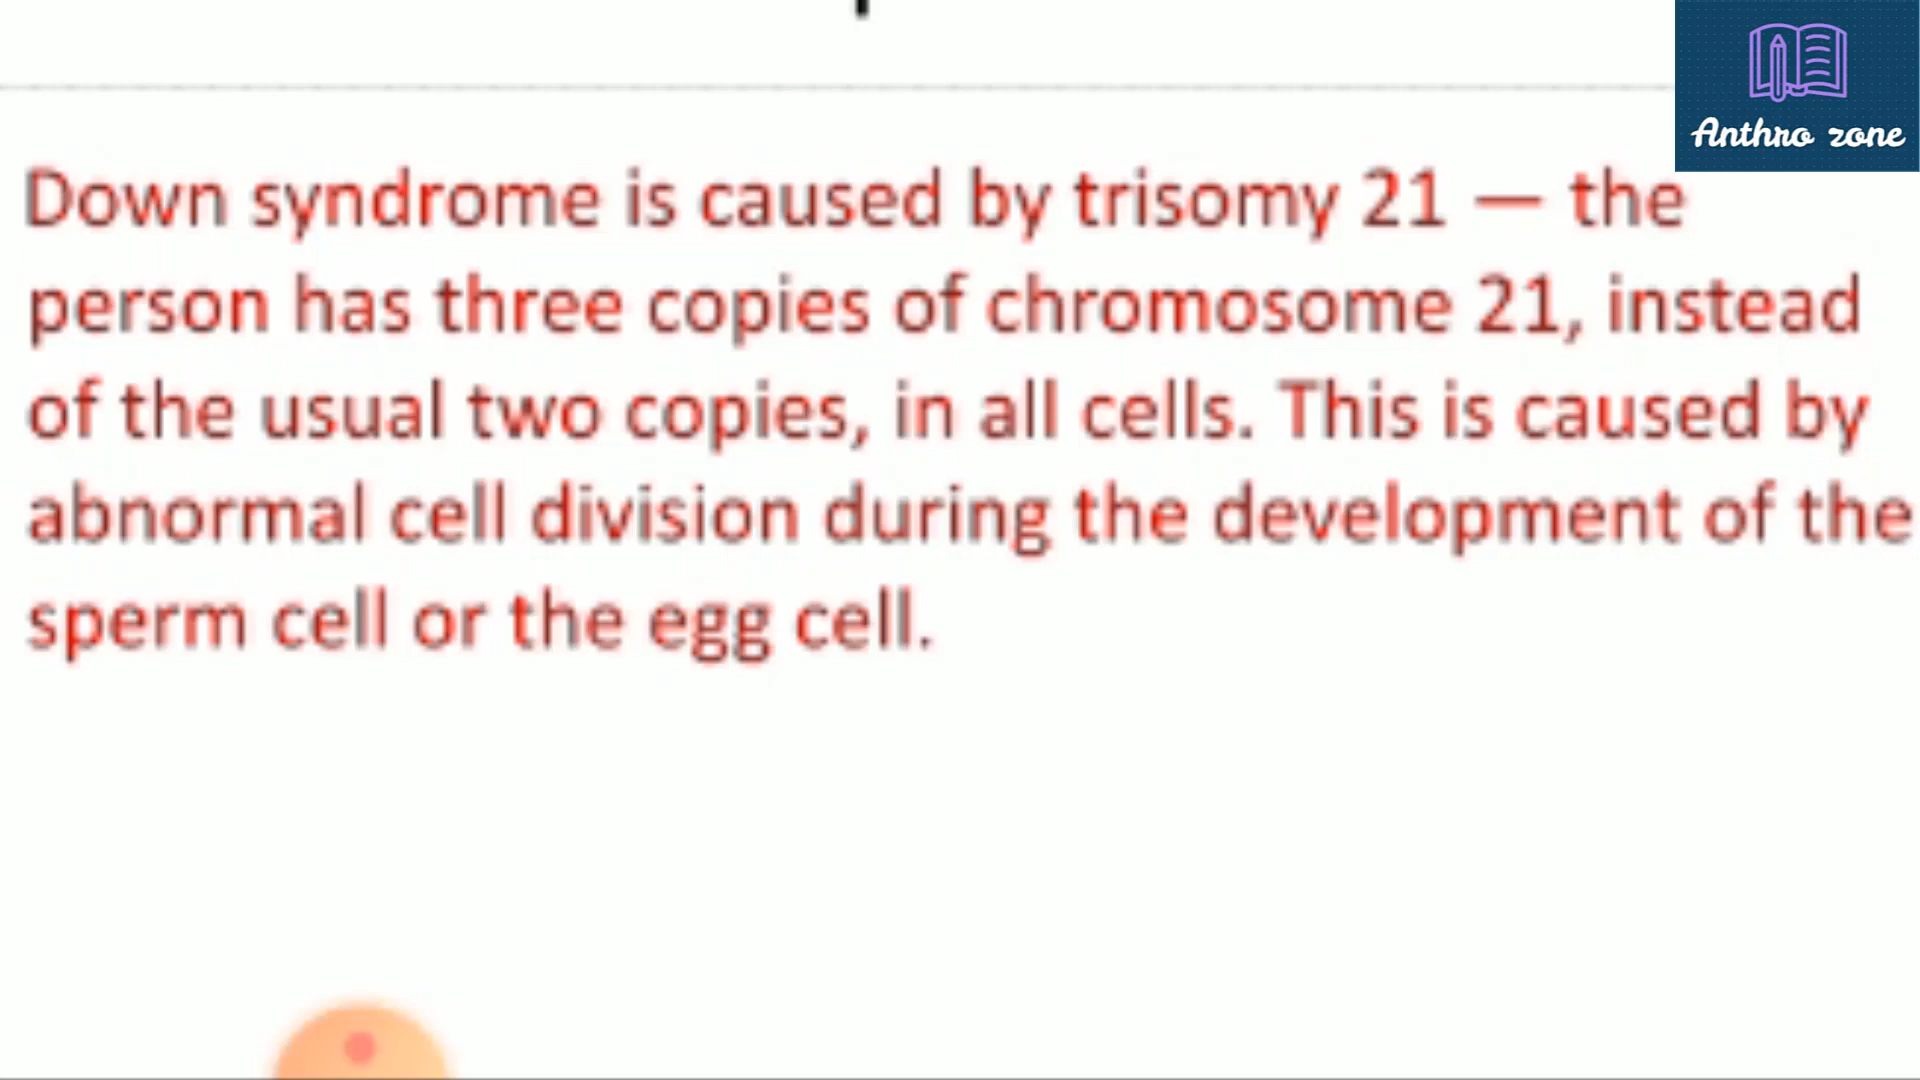 Anthro zone
Down syndrome is caused by trisomy 21 — the
person has three copies of chromosome 21, instead
of the usual two copies, in all cells. This is caused by
abnormal cell division during the development of the
sperm cell or the egg cell.